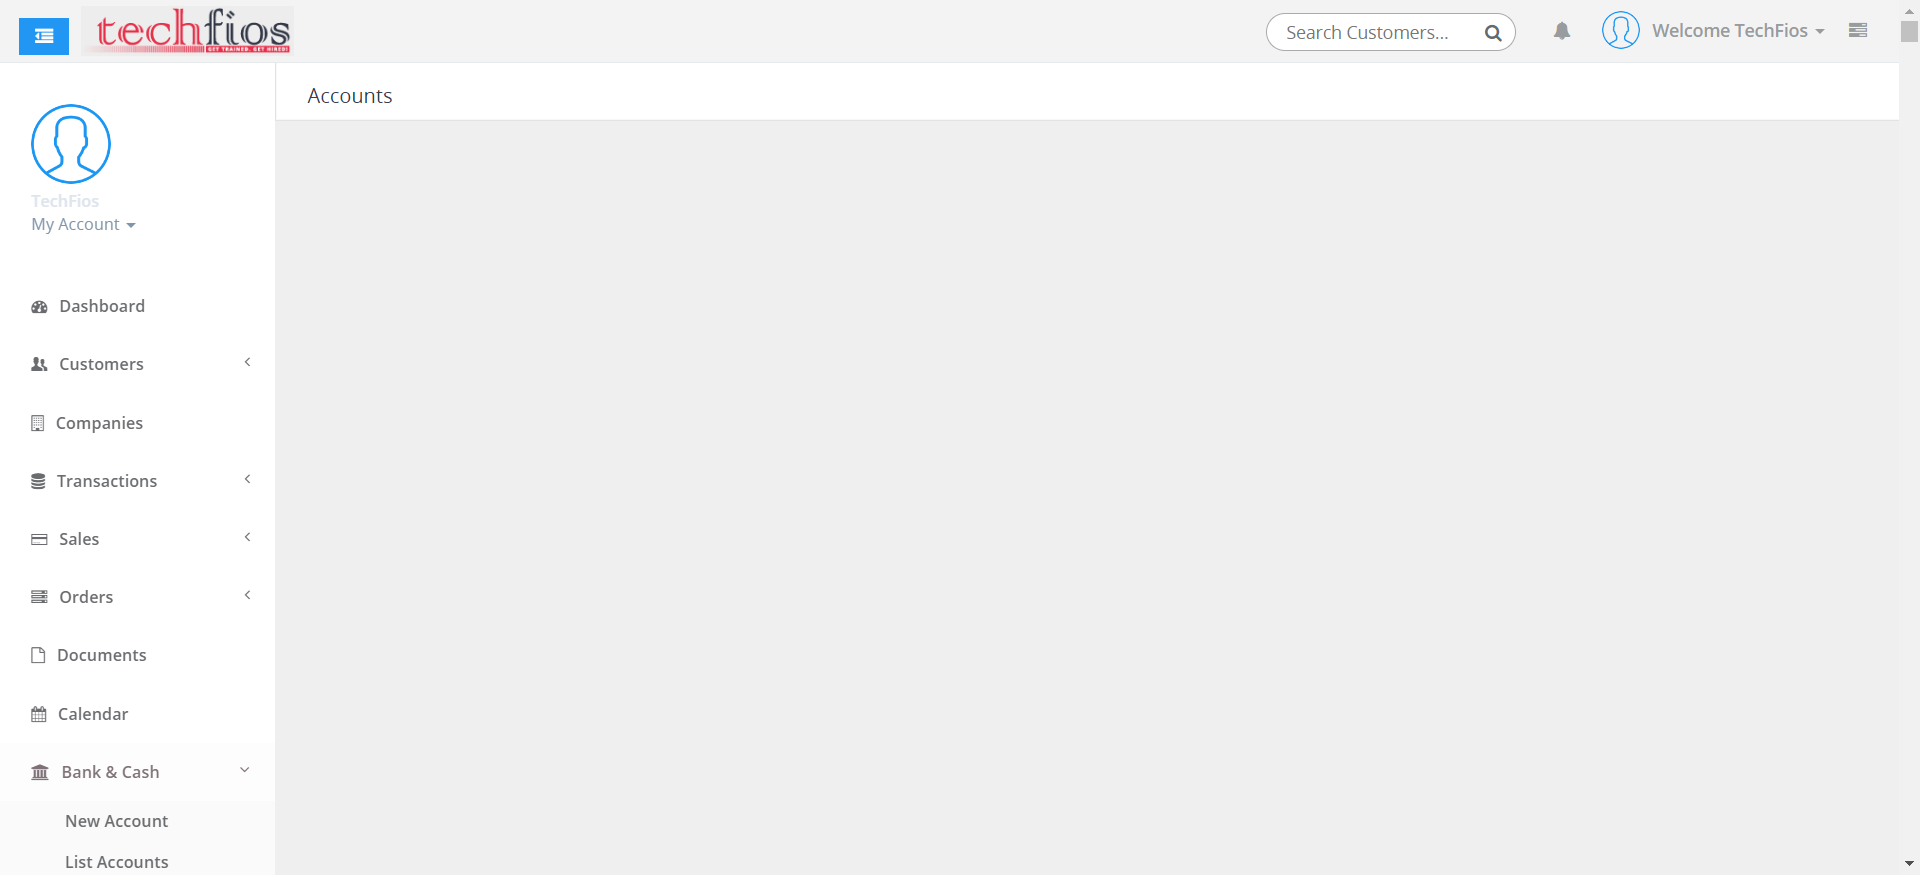 techfios
GET TRAINED. GET HIRED!
Search Customers...
Welcome TechFios
Accounts
TechFios
My Account
Dashboard
Customers
Companies
Transactions
Sales
Orders
Documents
Calendar
Bank & Cash
New Account
List Accounts